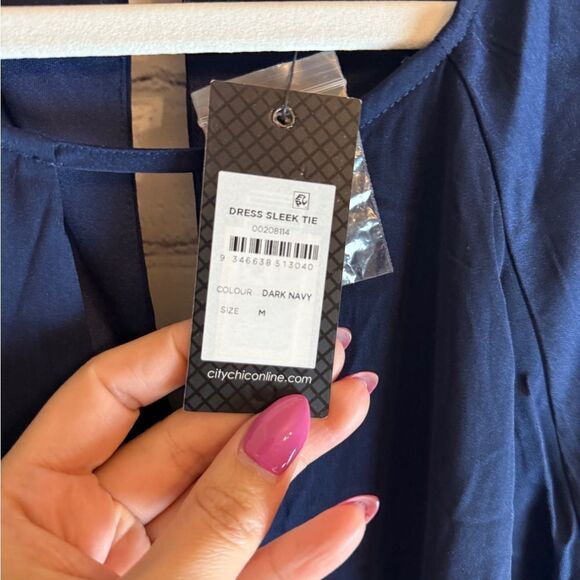 DRESS SLEEK TIE
00208114
9 346638 513040
COLOUR DARK NAVY
SIZE M
citychiconline.com